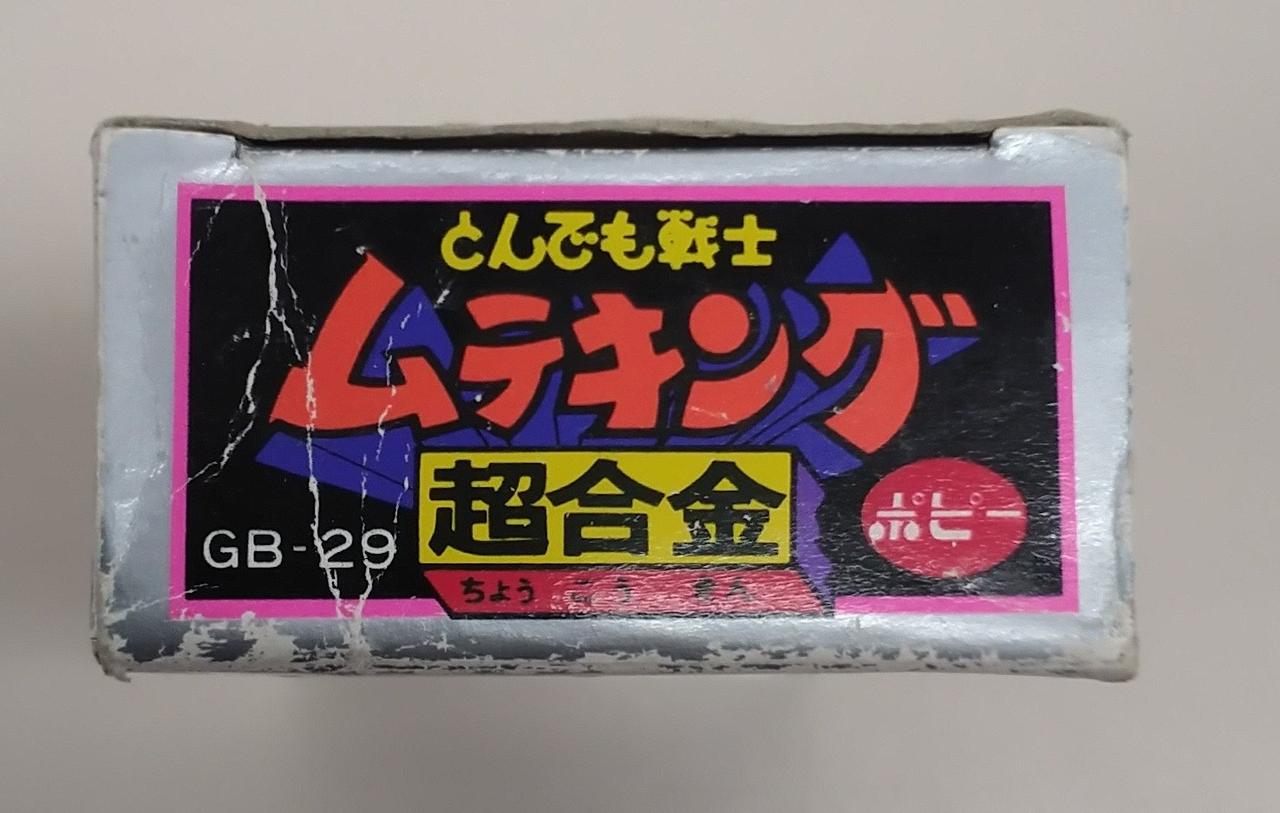 とんでも戦士
ムテキング
超合金
ちょう ごう きん
GB-29
ポピー